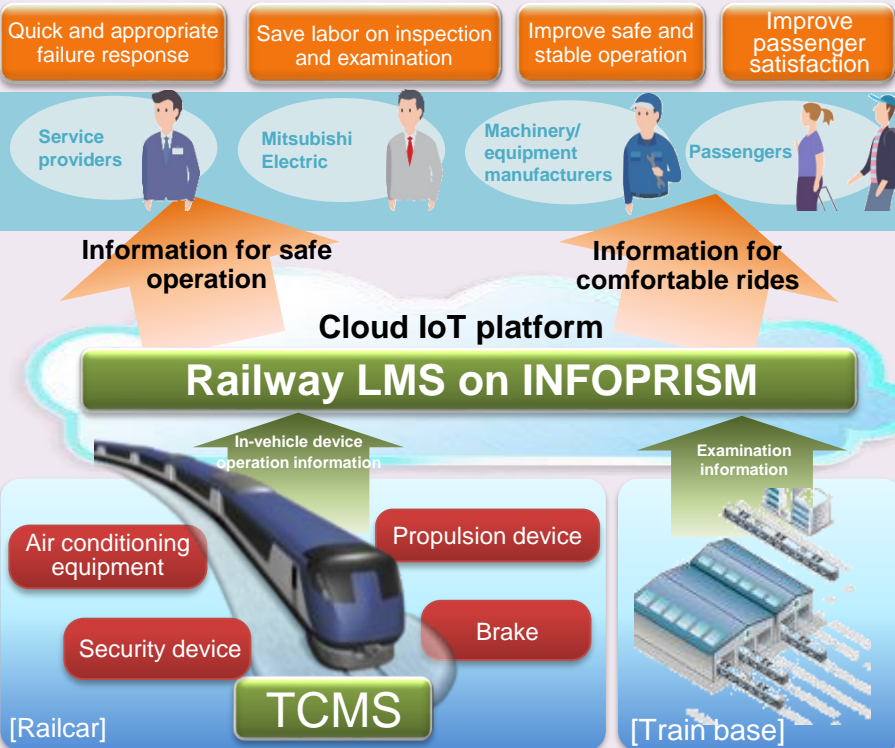 Quick and appropriate
failure response
Save labor on inspection
and examination
Improve safe and
stable operation
Improve
passenger
satisfaction
Service
providers
Mitsubishi
Electric
Machinery/
equipment
manufacturers
Passengers
Information for safe
operation
Information for
comfortable rides
Cloud IoT platform
Railway LMS on INFOPRISM
In-vehicle device
operation information
Examination
information
Air conditioning
equipment
Propulsion device
Security device
Brake
TCMS
[Railcar]
[Train base]